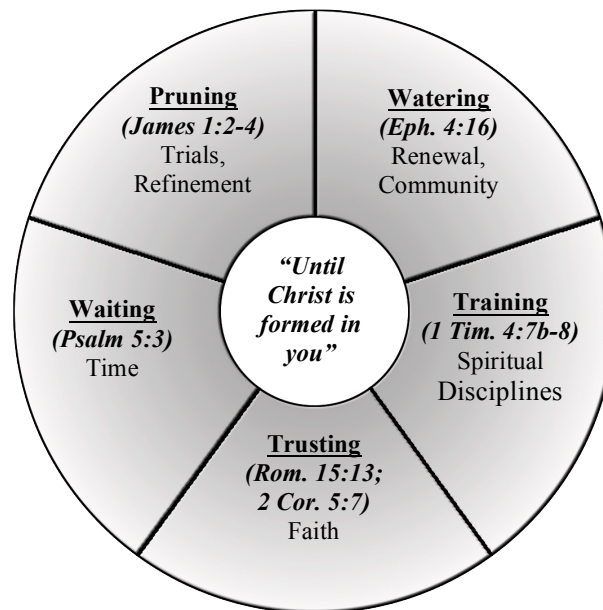 Pruning
(James 1:2-4)
Trials,
Refinement
Watering
(Eph. 4:16)
Renewal,
Community
“Until
Christ is
formed in
you”
Waiting
(Psalm 5:3)
Time
Training
(1 Tim. 4:7b-8)
Spiritual
Disciplines
Trusting
(Rom. 15:13;
2 Cor. 5:7)
Faith